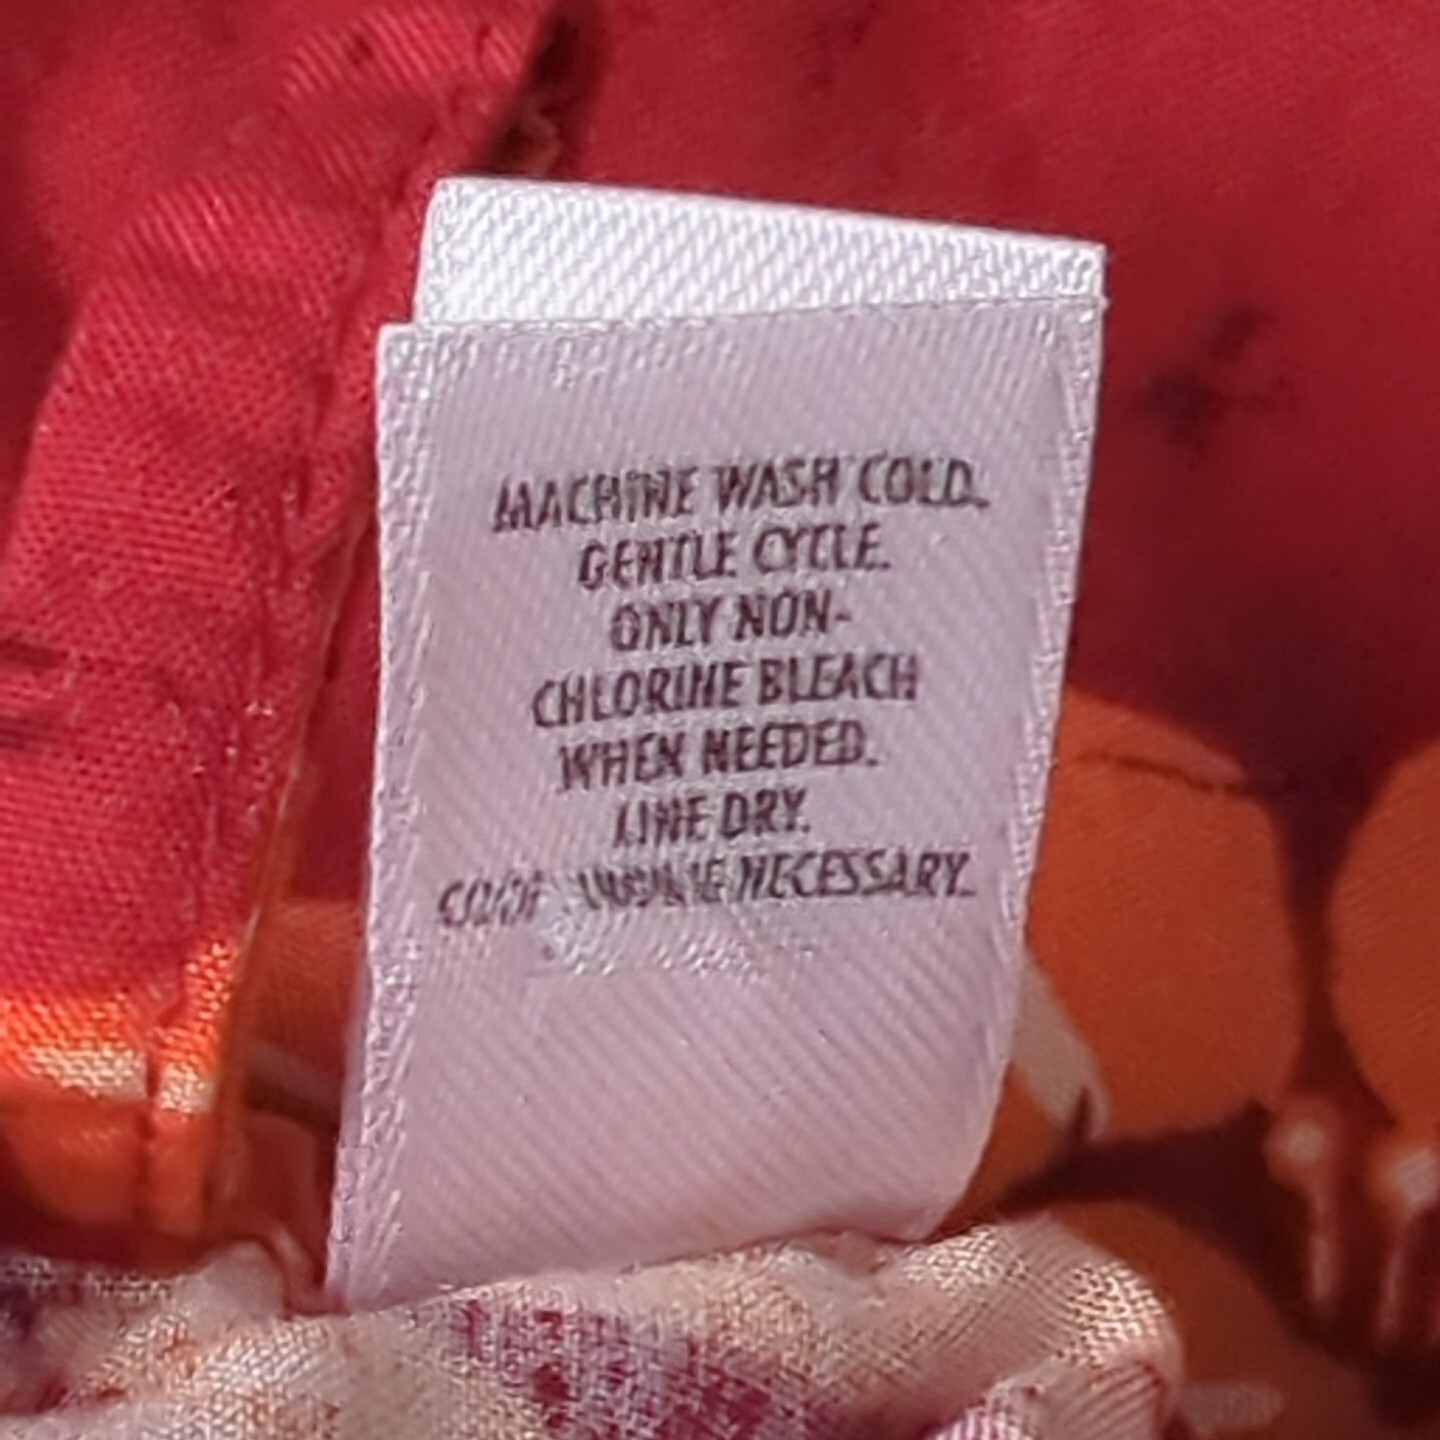 MACHINE WASH COLD.
GENTLE CYCLE.
ONLY NON-
CHLORINE BLEACH
WHEN NEEDED.
LINE DRY.
NECESSARY.